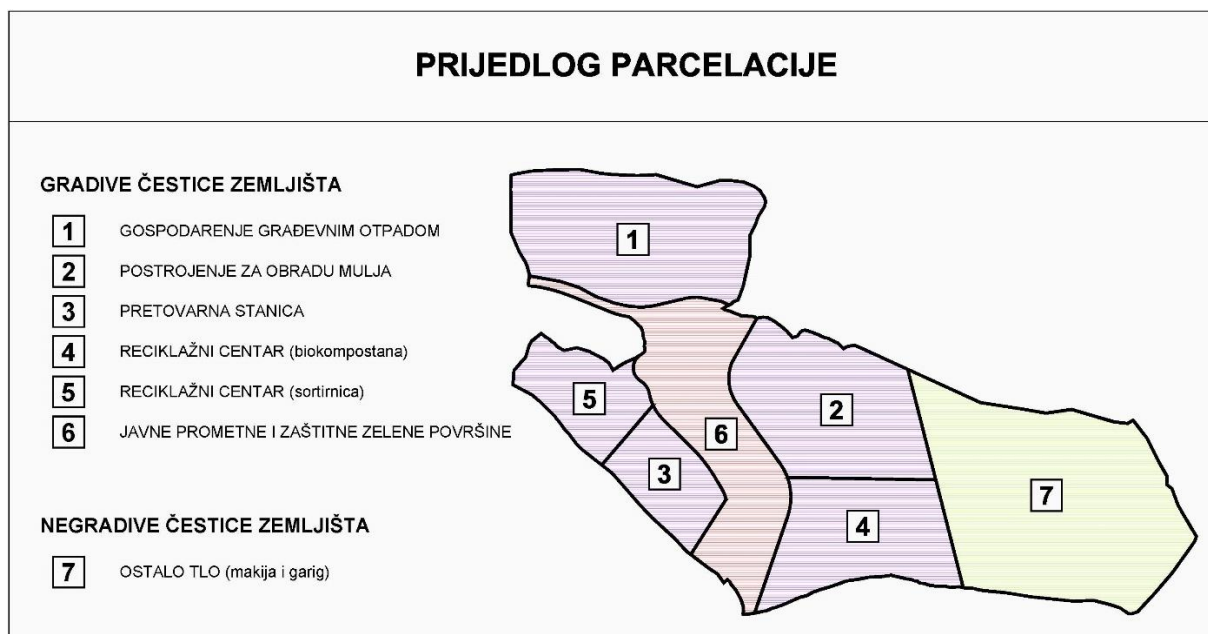 PRIJEDLOG PARCELACIJE
GRADIVE ČESTICE ZEMLJIŠTA
1 GOSPODARENJE GRAĐEVNIM OTPADOM
2 POSTROJENJE ZA OBRADU MULJA
3 PRETOVARNA STANICA
4 RECIKLAŽNI CENTAR (biokompostana)
5 RECIKLAŽNI CENTAR (sortirnica)
6 JAVNE PROMETNE I ZAŠTITNE ZELENE POVRŠINE
NEGRADIVE ČESTICE ZEMLJIŠTA
7 OSTALO TLO (makija i garig)
1
5
2
6
3
7
4